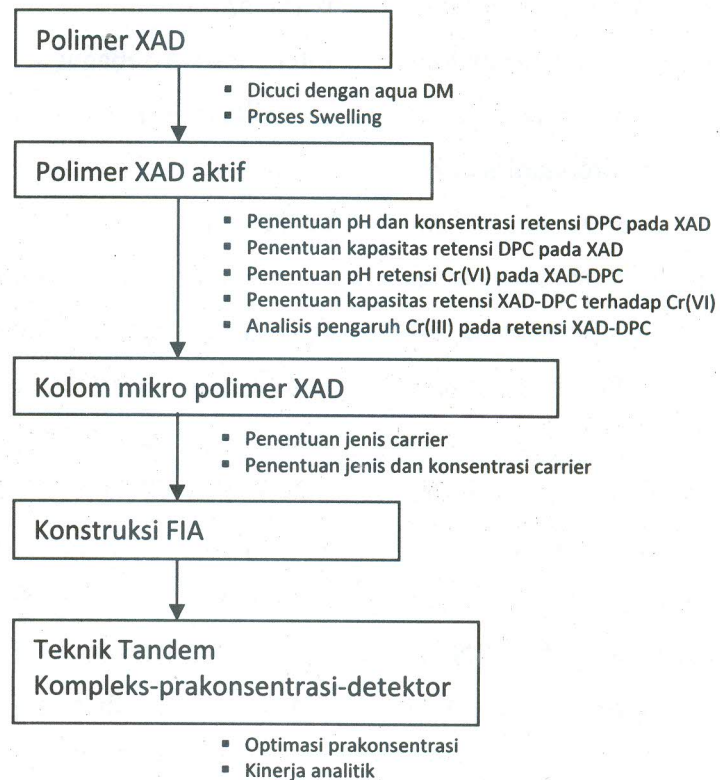 Polimer XAD
▪ Dicuci dengan aqua DM
▪ Proses Swelling
Polimer XAD aktif
▪ Penentuan pH dan konsentrasi retensi DPC pada XAD
▪ Penentuan kapasitas retensi DPC pada XAD
▪ Penentuan pH retensi Cr(VI) pada XAD-DPC
▪ Penentuan kapasitas retensi XAD-DPC terhadap Cr(VI)
▪ Analisis pengaruh Cr(III) pada retensi XAD-DPC
Kolom mikro polimer XAD
▪ Penentuan jenis carrier
▪ Penentuan jenis dan konsentrasi carrier
Konstruksi FIA
Teknik Tandem
Kompleks-prakonsentrasi-detektor
▪ Optimasi prakonsentrasi
▪ Kinerja analitik